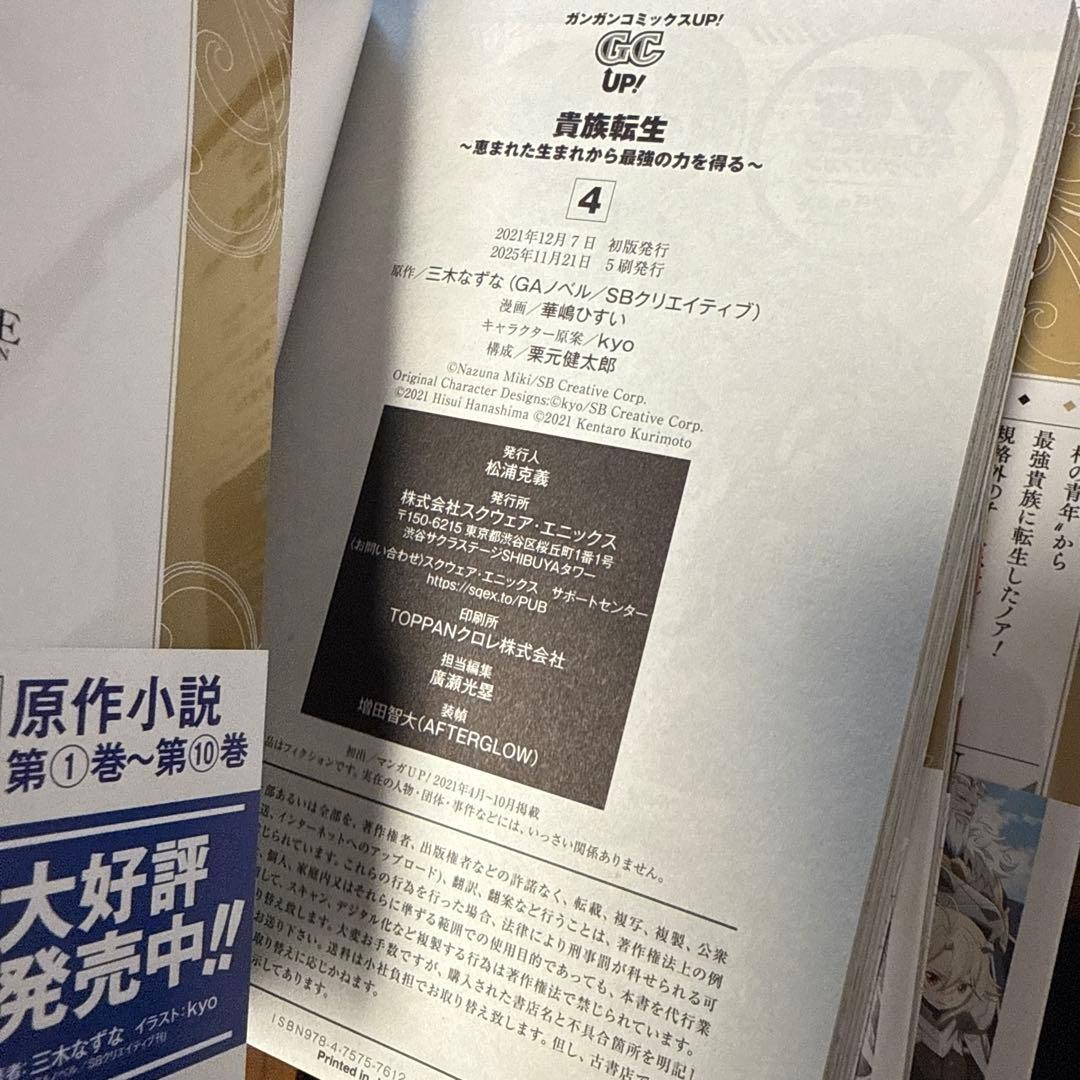 ガンガンコミックスUP!
GC
UP!
貴族転生
～恵まれた生まれから最強の力を得る～
4
2021年12月7日 初版発行
2025年11月21日 5刷発行
原作／三木なずな（GAノベル／SBクリエイティブ）
漫画／華嶋ひすい
キャラクター原案／kyo
構成／栗元健太郎
©Nazuna Miki/SB Creative Corp.
Original Character Designs:©kyo/SB Creative Corp.
©2021 Hisui Hanashima ©2021 Kentaro Kurimoto
発行人
松浦克義
発行所
株式会社スクウェア・エニックス
〒150-6215 東京都渋谷区桜丘町1番1号
渋谷サクラステージSHIBUYAタワー
〈お問い合わせ〉スクウェア・エニックス サポートセンター
https://sqex.to/PUB
印刷所
TOPPANクロレ株式会社
担当編集
廣瀬光塁
装幀
増田智大(AFTERGLOW)
初出／マンガUP! 2021年4月～10月掲載
品はフィクションです。実在の人物・団体・事件などには、いっさい関係ありません。
部あるいは全部を、著作権者、出版権者などの許諾なく、転載、複写、複製、公衆
送、インターネットへのアップロード)、翻訳、翻案など行うことは、著作権法上の例
じられています。これらの行為を行った場合、法律により刑事罰が科せられる可
、個人、家庭内又はそれらに準ずる範囲での使用目的であっても、本書を代行業
して、スキャン、デジタル化など複製する行為は著作権法で禁じられています。
り替え致します。大変お手数ですが、購入された書店名と不具合箇所を明記し
お送り下さい。送料は小社負担でお取り替え致します。但し、古書店で
取り替えに応じかねます。
示してあります。
ISBN978-4-7575-7612
Printed in
E
N
原作小説
第①巻～第⑩巻
大好評
発売中!!
者:三木なずな イラスト:kyo
ノベル／SBクリエイティブ刊
の青年〟から
最強貴族に転生したノア!
規格外の